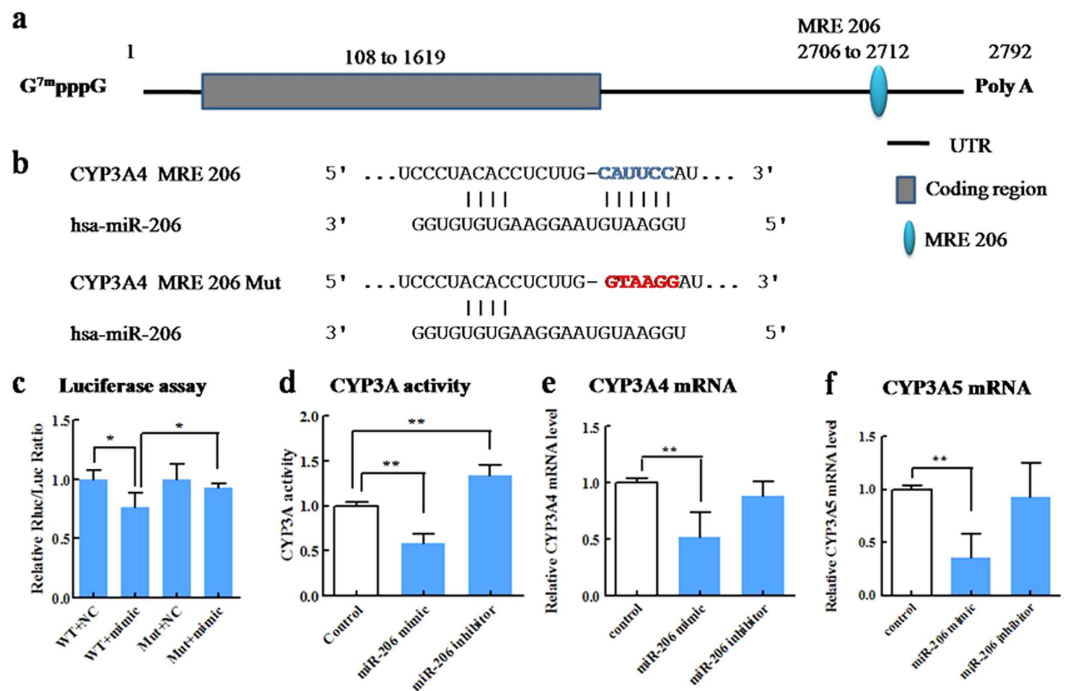 a
MRE 206
1
108 to 1619
2706 to 2712
2792
G7mpppG
Poly A
UTR
Coding region
MRE 206
b
CYP3A4 MRE 206 5' ...UCCCUACACCUCUUG-CAUUCCAU... 3'
hsa-miR-206 3' GGUGUGUGAAGGAAUGUAAGGU 5'
CYP3A4 MRE 206 Mut 5' ...UCCCUACACCUCUUG- GTAAGGAU... 3'
hsa-miR-206 3' GGUGUGUGAAGGAAUGUAAGGU 5'
c Luciferase assay
Relative Rluc/Luc Ratio
1.5
*
*
1.0
0.5
0.0
WT+NC
WT+mimic
Mut+NC
Mut+mimic
d CYP3A activity
CYP3A activity
2.0
**
1.5
**
1.0
0.5
0.0
Control
miR-206 mimic
miR-206 inhibitor
e CYP3A4 mRNA
Relative CYP3A4 mRNA level
1.5
**
1.0
0.5
0.0
control
miR-206 mimic
miR-206 inhibitor
f CYP3A5 mRNA
Relative CYP3A5 mRNA level
1.5
**
1.0
0.5
0.0
control
miR-206 mimic
miR-206 inhibitor